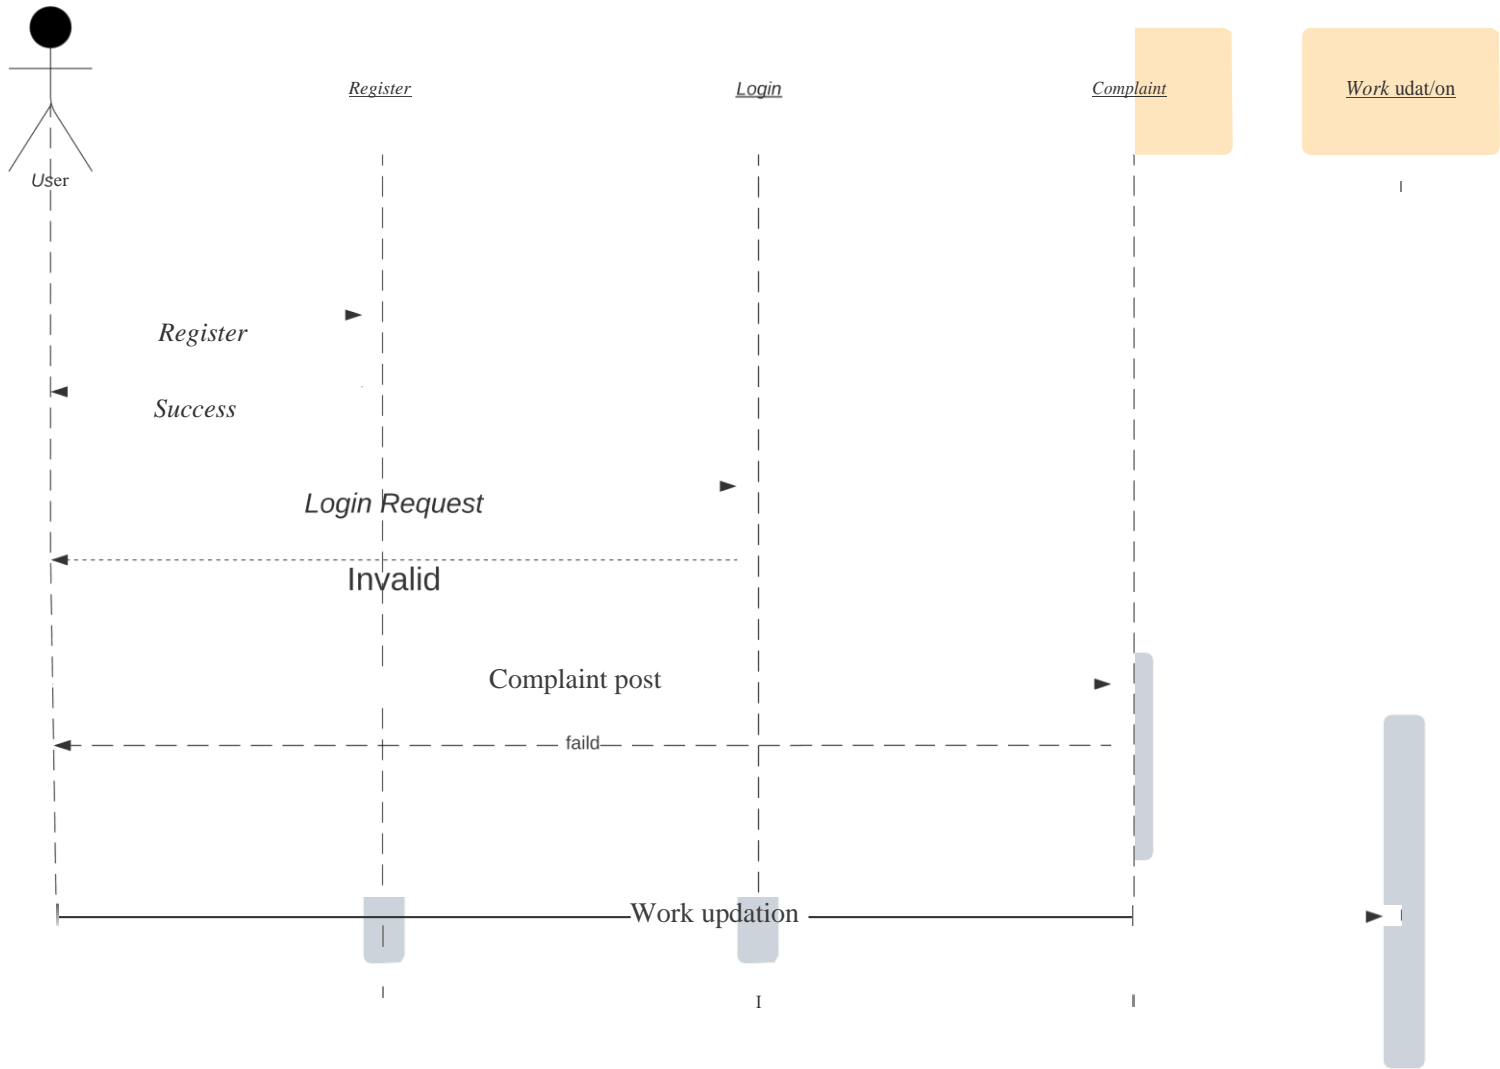 Register
Login
Complaint
Work udat/on
User
Register
Success
Login Request
Invalid
Complaint post
faild
Work updation